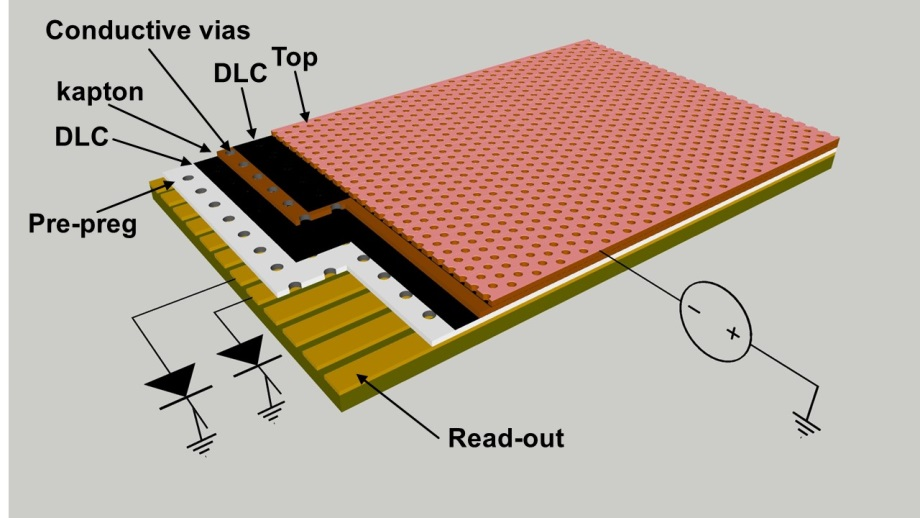 Conductive vias
Top
DLC
kapton
DLC
Pre-preg
Read-out